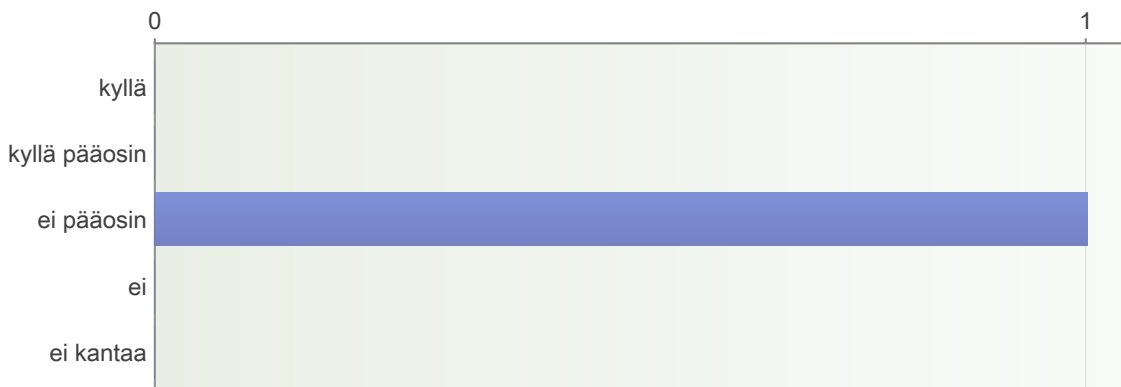 0 1
kyllä
kyllä pääosin
ei pääosin
ei
ei kantaa